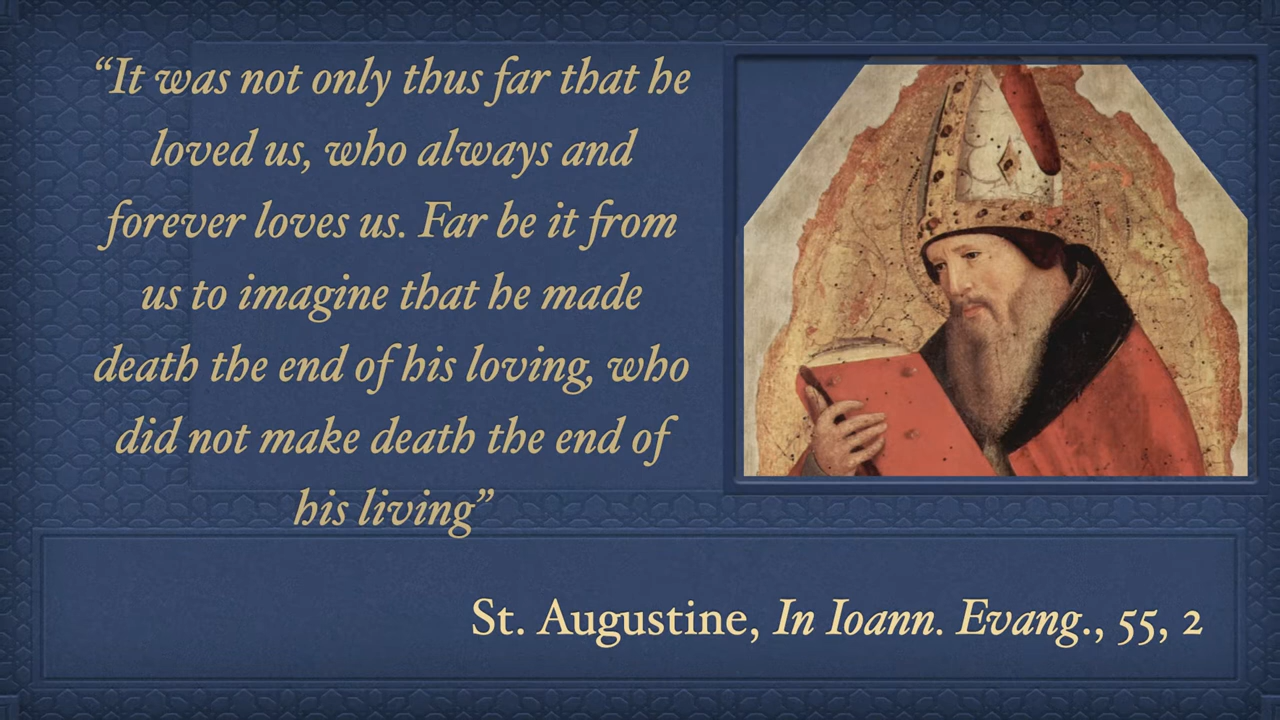 “It was not only thus far that he
loved us, who always and
forever loves us. Far be it from
us to imagine that he made
death the end of his loving, who
did not make death the end of
his living”
St. Augustine, In Ioann. Evang., 55, 2